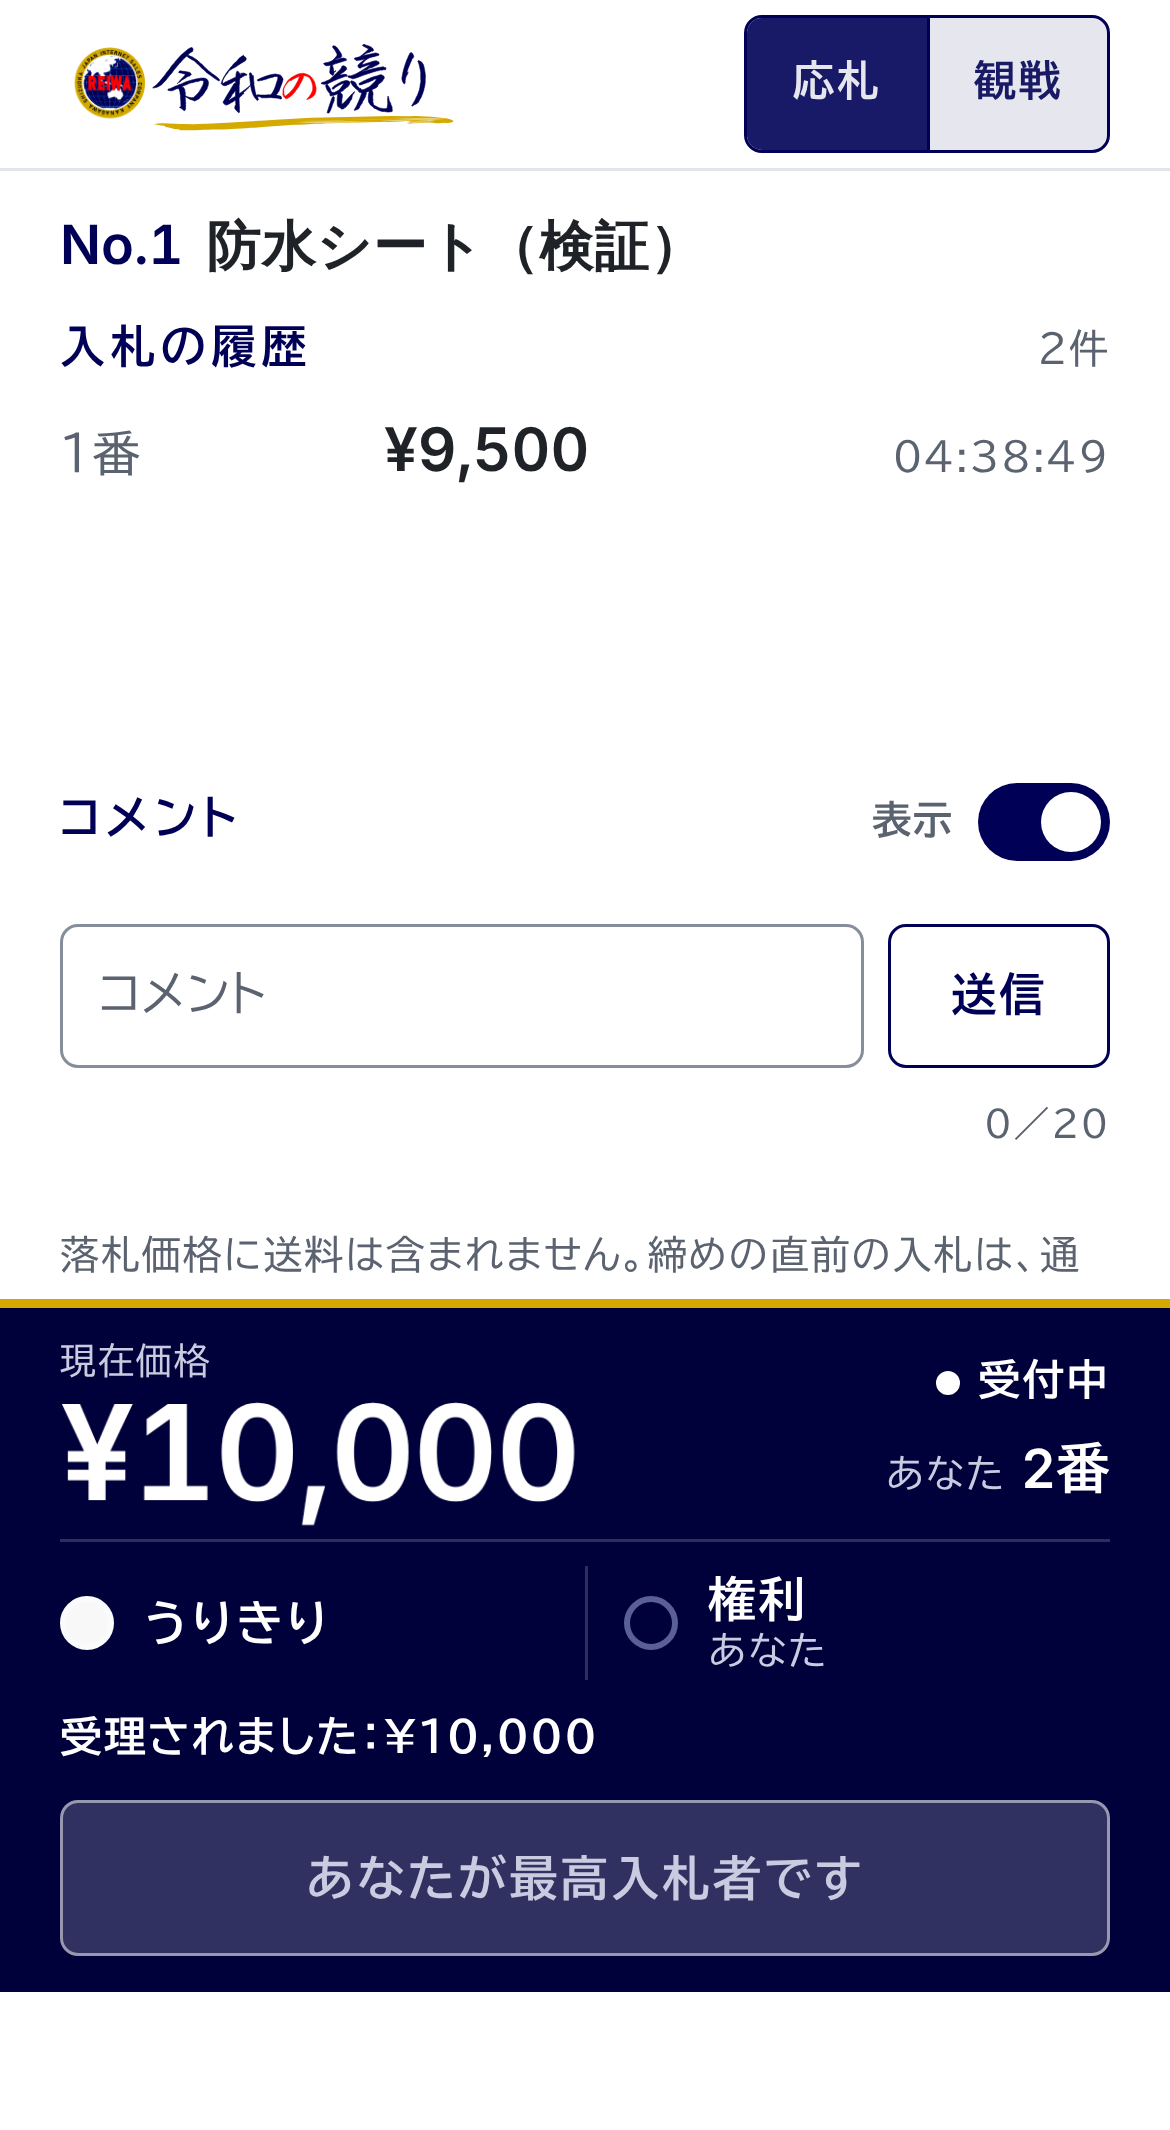 REIWA
令和の競り
応札
観戦
No.1 防水シート（検証）
入札の履歴
2件
1番 ¥9,500 04:38:49
コメント
表示
コメント
送信
0／20
落札価格に送料は含まれません。締めの直前の入札は、通
現在価格
¥10,000
受付中
あなた 2番
うりきり
権利
あなた
受理されました：¥10,000
あなたが最高入札者です